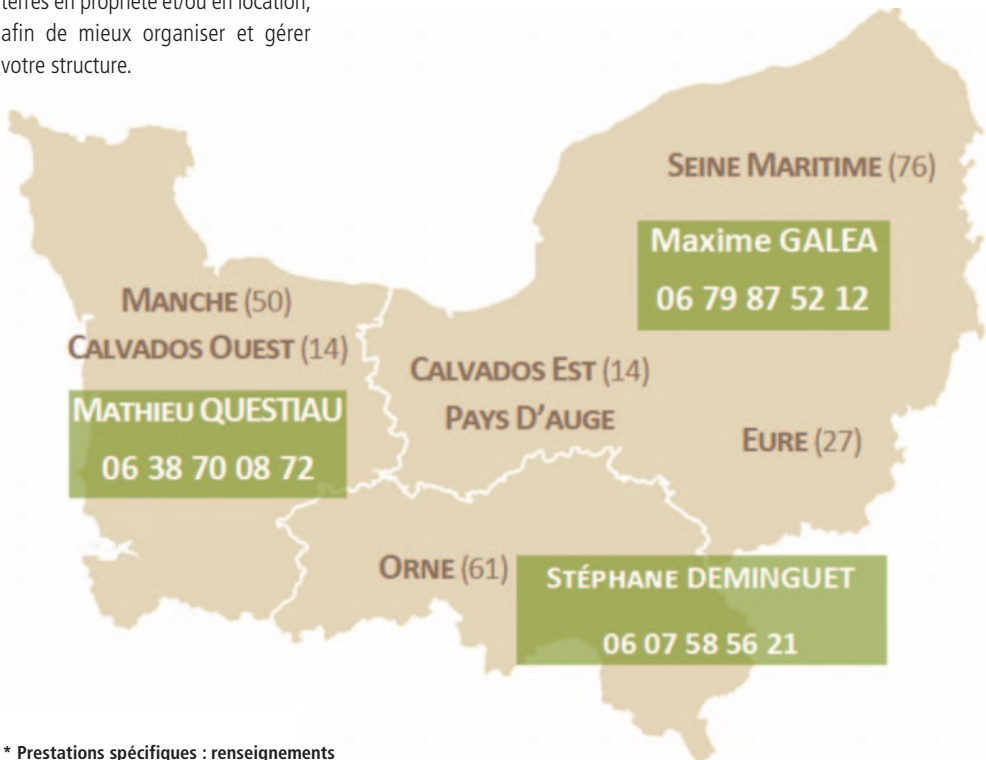 terres en propriété et/ou en location,
afin de mieux organiser et gérer
votre structure.
SEINE MARITIME (76)
Maxime GALEA
06 79 87 52 12
MANCHE (50)
CALVADOS OUEST (14)
MATHIEU QUESTIAU
06 38 70 08 72
CALVADOS EST (14)
PAYS D'AUGE
EURE (27)
ORNE (61)
STÉPHANE DEMINGUET
06 07 58 56 21
* Prestations spécifiques : renseignements